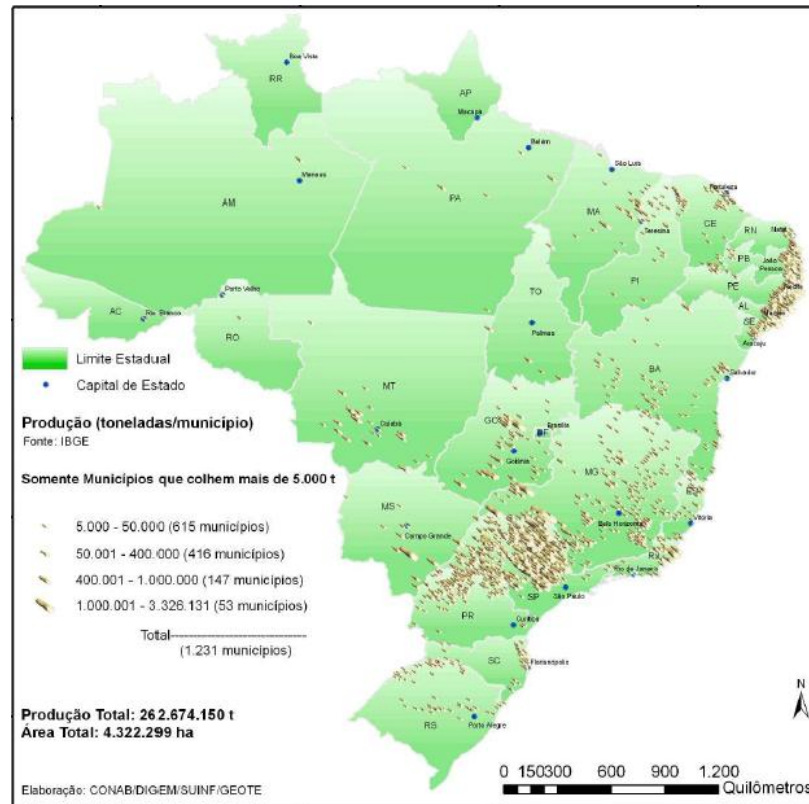 Boa Vista
RR
AP
Macapá
Belém
São Luis
Manaus
Fortaleza
AM
PA
MA
CE
Teresina
RN
Natal
PB
João Pessoa
PI
PE
Recife
Porto Velho
TO
AL
AC
Rio Branco
SE
Palmas
Aracaju
RO
Limite Estadual
BA
Capital de Estado
MT
Salvador
Produção (toneladas/município)
Cuiabá
GO
DF
Brasília
Fonte: IBGE
Goiânia
MG
Somente Municípios que colhem mais de 5.000 t
MS
ES
5.000 - 50.000 (615 municípios)
Campo Grande
Belo Horizonte
Vitória
50.001 - 400.000 (416 municípios)
RJ
400.001 - 1.000.000 (147 municípios)
Rio de Janeiro
1.000.001 - 3.326.131 (53 municípios)
SP
São Paulo
PR
Total
Curitiba
(1.231 municípios)
SC
Florianópolis
N
Produção Total: 262.674.150 t
Área Total: 4.322.299 ha
RS
Porto Alegre
0 150300 600 900 1.200
Quilômetros
Elaboração: CONAB/DIGEM/SUINF/GEOTE